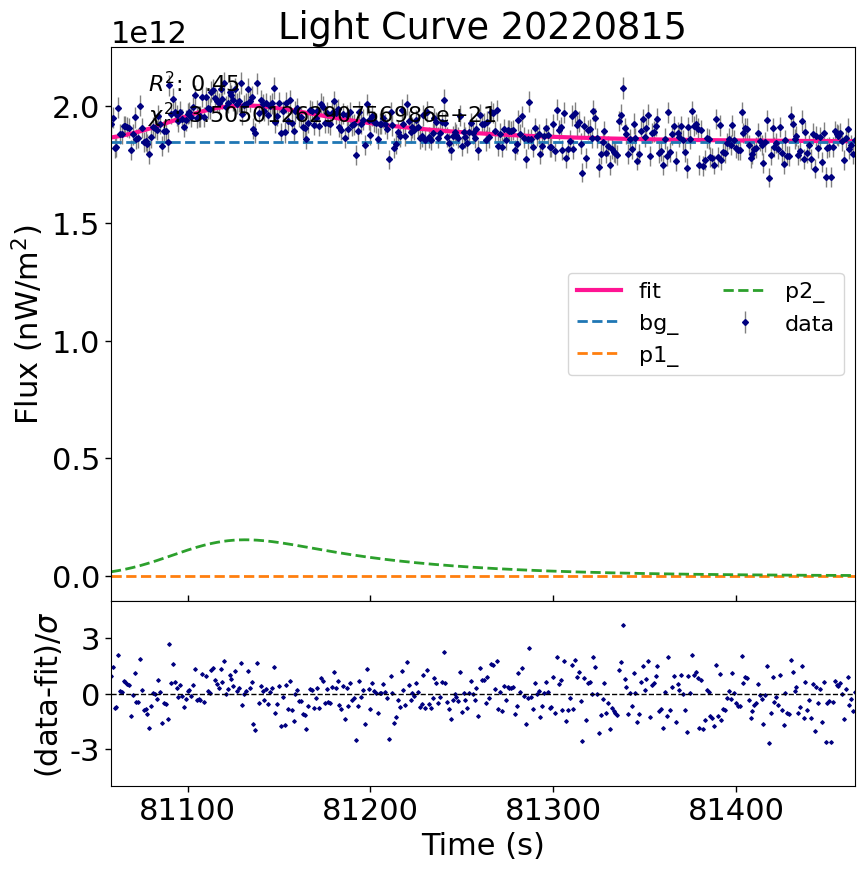 Light Curve 20220815
1e12
R²: 0.45
2.0
1.5
1.0
0.5
0.0
Flux (nW/m²)
fit
bg_
p1_
p2_
data
3
0
-3
(data-fit)/σ
81100
81200
81300
81400
Time (s)